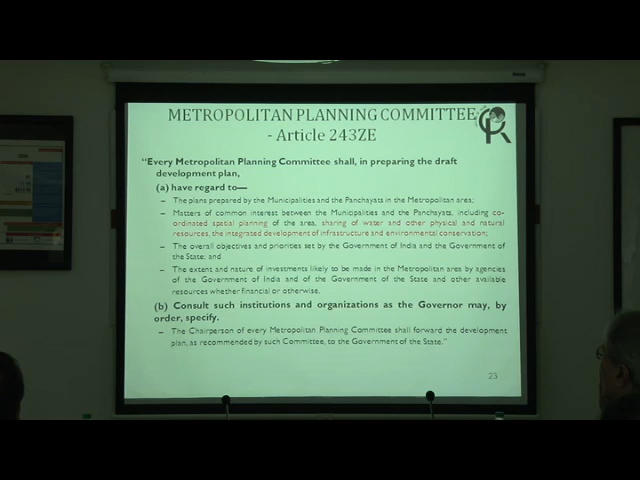 METROPOLITAN PLANNING COMMITTEE
- Article 243ZE
“Every Metropolitan Planning Committee shall, in preparing the draft
development plan,
(a) have regard to—
– The plans prepared by the Municipalities and the Panchayats in the Metropolitan area;
– Matters of common interest between the Municipalities and the Panchayats, including co-
ordinated spatial planning of the area, sharing of water and other physical and natural
resources, the integrated development of infrastructure and environmental conservation;
– The overall objectives and priorities set by the Government of India and the Government of
the State; and
– The extent and nature of investments likely to be made in the Metropolitan area by agencies
of the Government of India and of the Government of the State and other available
resources whether financial or otherwise.
(b) Consult such institutions and organizations as the Governor may, by
order, specify.
– The Chairperson of every Metropolitan Planning Committee shall forward the development
plan, as recommended by such Committee, to the Government of the State.”
23